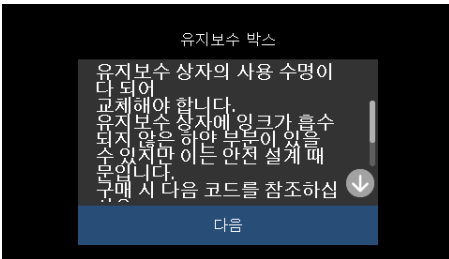 유지보수 박스
유지보수 상자의 사용 수명이
다 되어
교체해야 합니다.
유지보수 상자에 잉크가 흡수
되지 않은 하얀 부분이 있을
수 있지만 이는 안전 설계 때
문입니다.
구매 시 다음 코드를 참조하십
다음